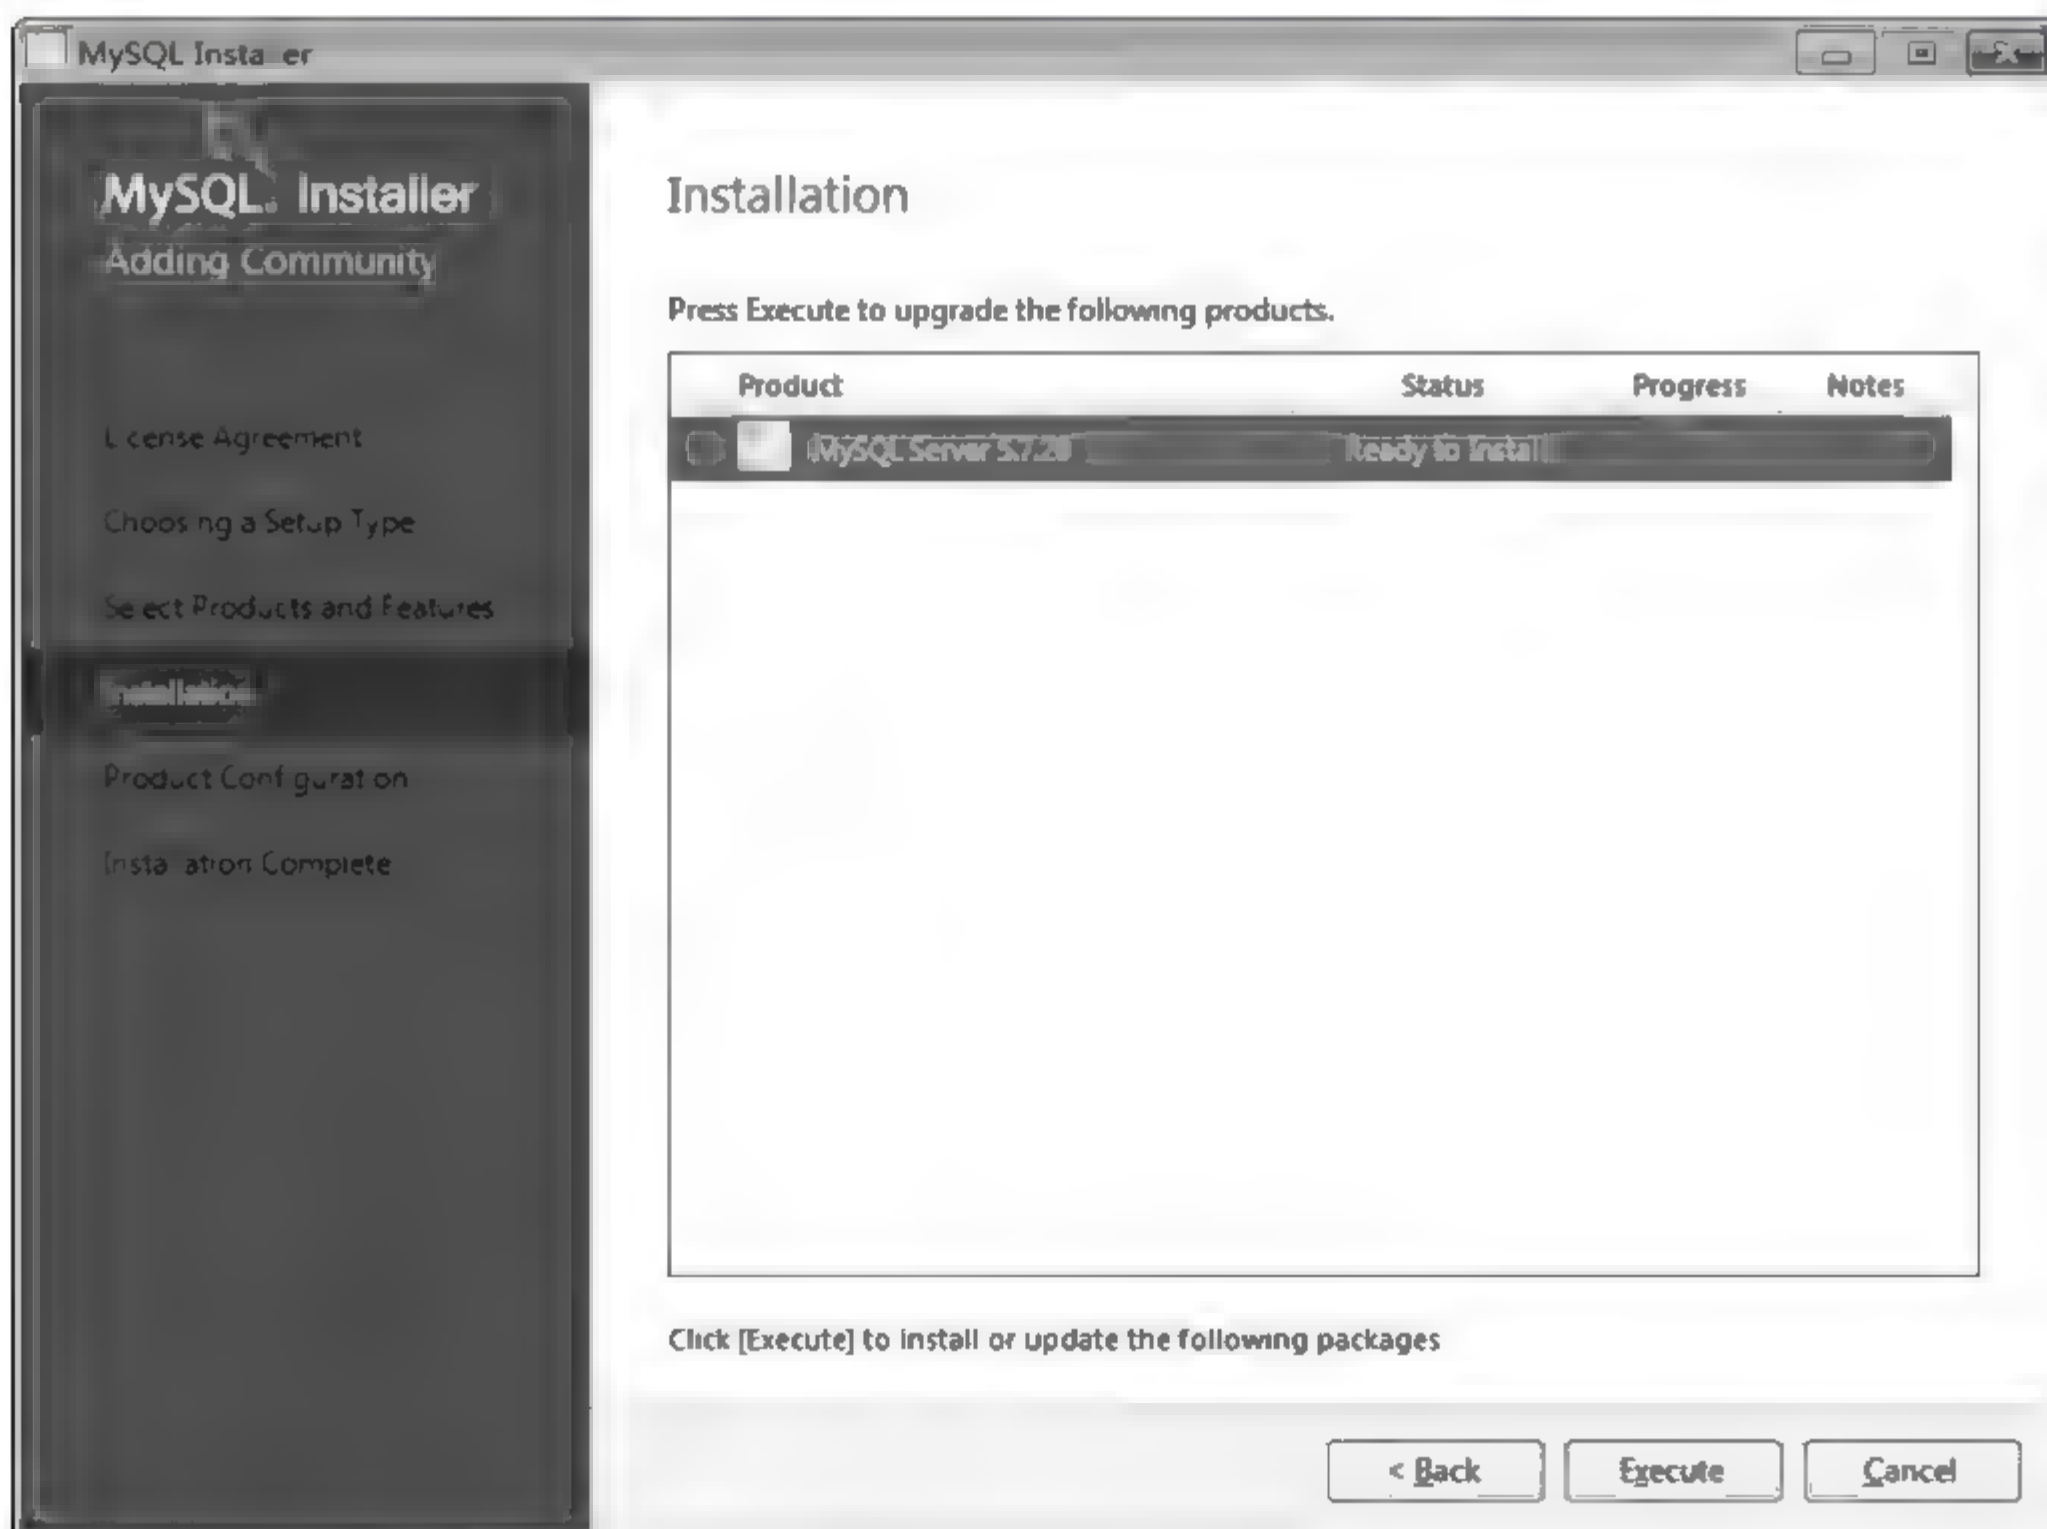 MySQL Installer
MySQL. Installer
Adding Community
License Agreement
Choosing a Setup Type
Select Products and Features
Installation
Product Configuration
Installation Complete
Installation
Press Execute to upgrade the following products.
Product Status Progress Notes
MySQL Server 5.7.20 Ready to Install
Click [Execute] to install or update the following packages
< Back Execute Cancel